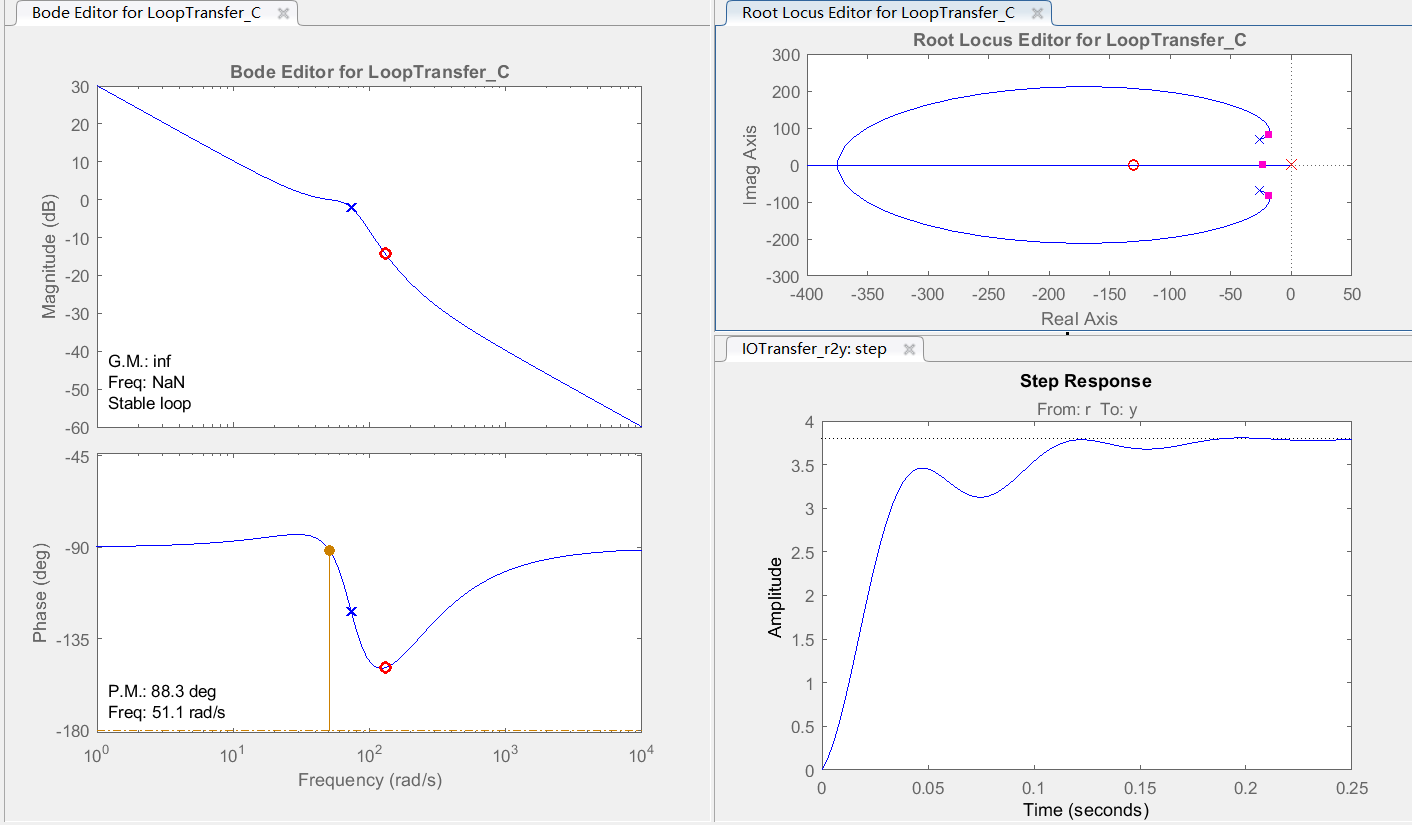 Bode Editor for LoopTransfer_C
Bode Editor for LoopTransfer_C
30
20
10
0
-10
-20
-30
-40
-50
-60
Magnitude (dB)
G.M.: inf
Freq: NaN
Stable loop
-45
-90
-135
-180
Phase (deg)
P.M.: 88.3 deg
Freq: 51.1 rad/s
10^0 10^1 10^2 10^3 10^4
Frequency (rad/s)
Root Locus Editor for LoopTransfer_C
Root Locus Editor for LoopTransfer_C
300
200
100
0
-100
-200
-300
Imag Axis
-400 -350 -300 -250 -200 -150 -100 -50 0 50
Real Axis
IOTransfer_r2y: step
Step Response
From: r To: y
4
3.5
3
2.5
2
1.5
1
0.5
0
Amplitude
0 0.05 0.1 0.15 0.2 0.25
Time (seconds)